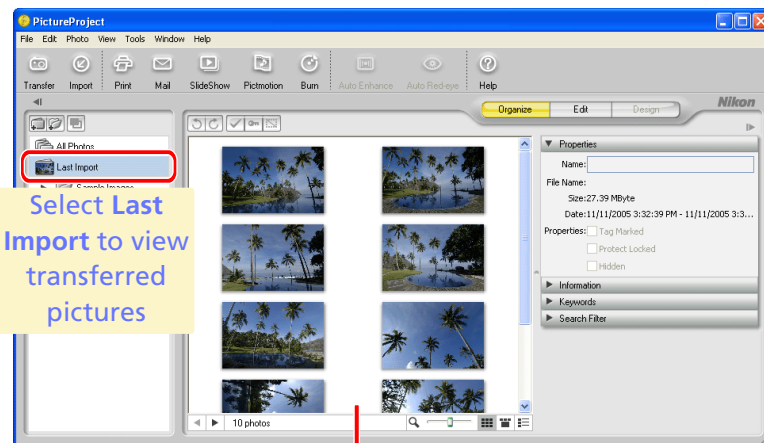 PictureProject
File Edit Photo View Tools Window Help
Transfer Import Print Mail SlideShow Pictmotion Burn Auto Enhance Auto Red-eye Help
Organize Edit Design Nikon
All Photos
Last Import
Sample Images
Select Last
Import to view
transferred
pictures
Properties
Name:
File Name:
Size:27.39 MByte
Date:11/11/2005 3:32:39 PM - 11/11/2005 3:3...
Properties: Tag Marked
Protect Locked
Hidden
Information
Keywords
Search Filter
10 photos